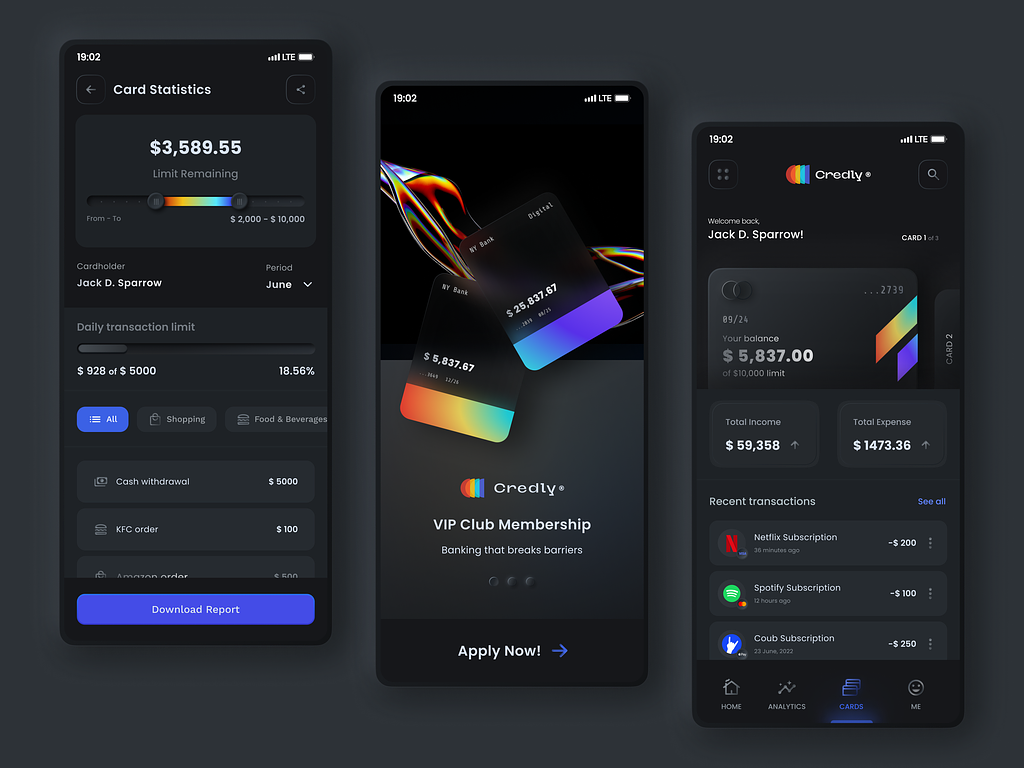 19:02
LTE
Card Statistics
$3,589.55
Limit Remaining
From - To
$ 2,000 - $ 10,000
Cardholder
Period
Jack D. Sparrow
June
Daily transaction limit
$ 928 of $ 5000
18.56%
All
Shopping
Food & Beverages
Cash withdrawal
$ 5000
KFC order
$ 100
Amazon order
$ 500
Download Report
19:02
LTE
Digital
NY Bank
$ 25,837.67
...2039 08/25
NY Bank
$ 5,837.67
...3649 12/26
Credly®
VIP Club Membership
Banking that breaks barriers
Apply Now!
19:02
LTE
Credly®
Welcome back,
Jack D. Sparrow!
CARD 1 of 3
...2739
09/24
Your balance
$ 5,837.00
of $10,000 limit
CARD 2
Total Income
$ 59,358
Total Expense
$ 1473.36
Recent transactions
See all
Netflix Subscription
36 minutes ago
-$ 200
Spotify Subscription
12 hours ago
-$ 100
Coub Subscription
23 June, 2022
-$ 250
HOME
ANALYTICS
CARDS
ME